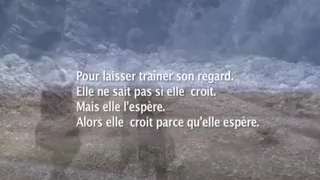 Pour laisser traîner son regard.
Elle ne sait pas si elle croit.
Mais elle l'espère.
Alors elle croit parce qu'elle espère.